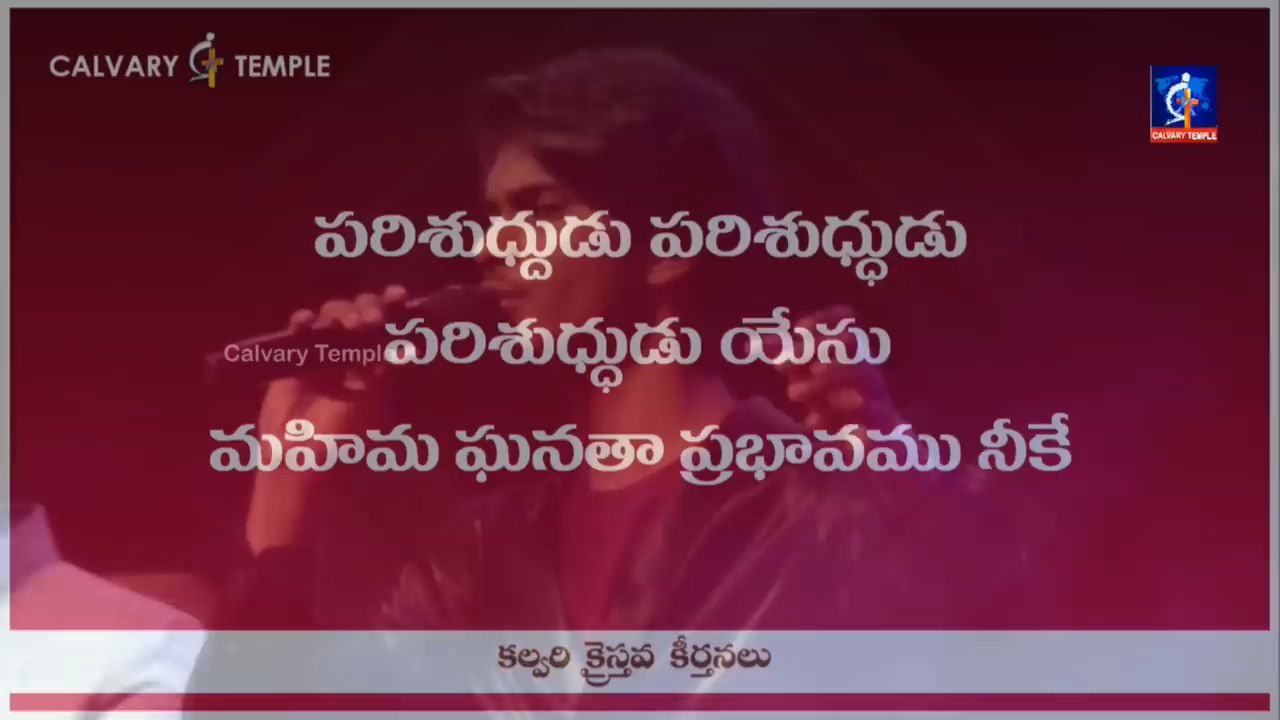 CALVARY TEMPLE
CALVARY TEMPLE
పరిశుద్ధుడు పరిశుద్ధుడు
పరిశుద్ధుడు యేసు
Calvary Temple
మహిమ ఘనతా ప్రభావము నీకే
కల్వరి క్రైస్తవ కీర్తనలు